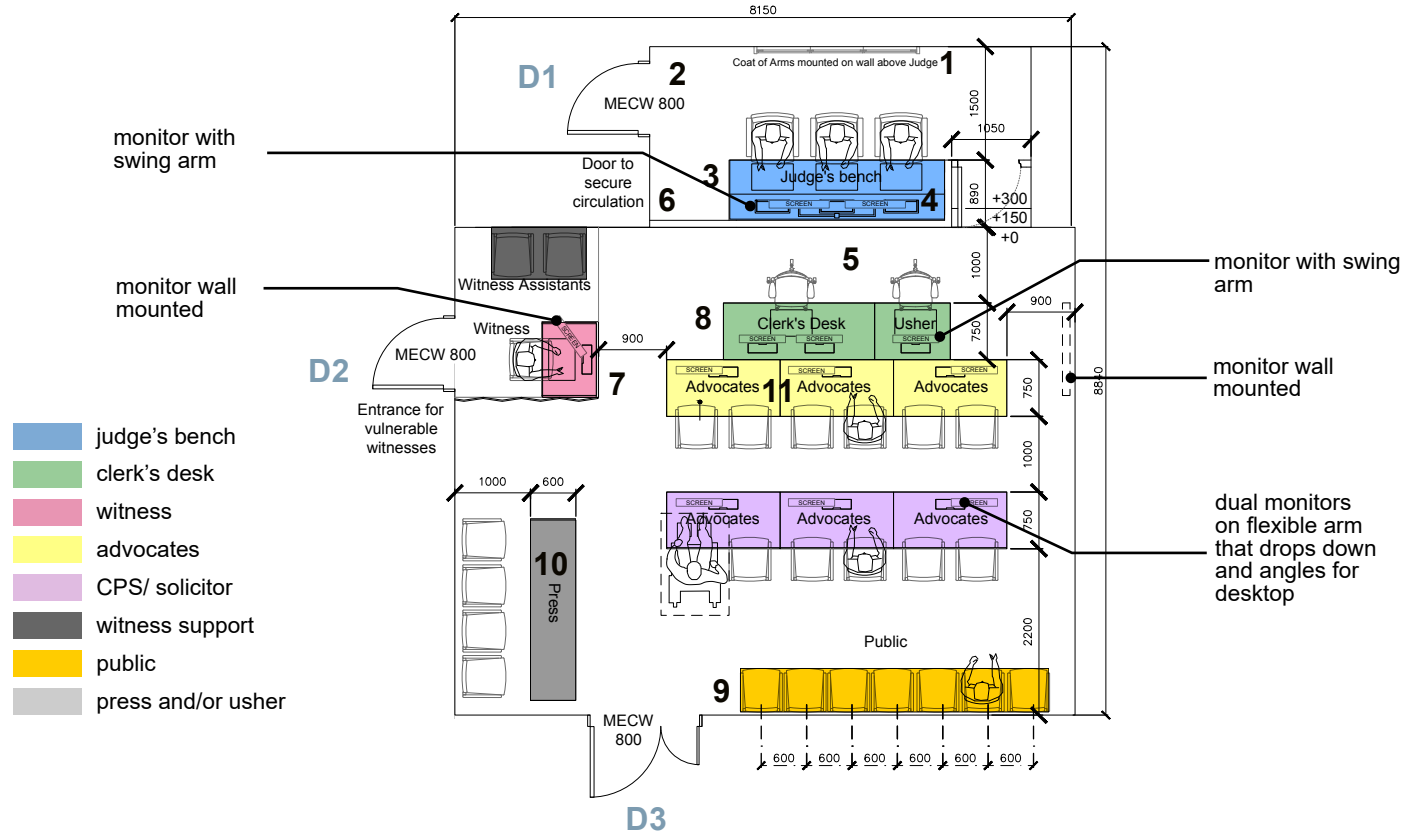 8150
D1
2
Coat of Arms mounted on wall above Judge
1
MECW 800
1500
1050
monitor with
swing arm
Door to
secure
circulation
3
Judge's bench
6
SCREEN
SCREEN
4
890
+300
+150
+0
5
1000
monitor with swing
arm
Witness Assistants
monitor wall
mounted
Witness
SCREEN
MECW 800
D2
900
7
8
Clerk's Desk
Usher
SCREEN
SCREEN
SCREEN
750
900
monitor wall
mounted
8840
SCREEN
SCREEN
SCREEN
Advocates
11
Advocates
Advocates
750
Entrance for
vulnerable
witnesses
1000
judge's bench
clerk's desk
witness
advocates
CPS/ solicitor
witness support
public
press and/or usher
1000
600
10
Press
SCREEN
SCREEN
SCREEN
Advocates
Advocates
Advocates
750
dual monitors
on flexible arm
that drops down
and angles for
desktop
2200
Public
9
MECW
800
600
600
600
600
600
600
D3